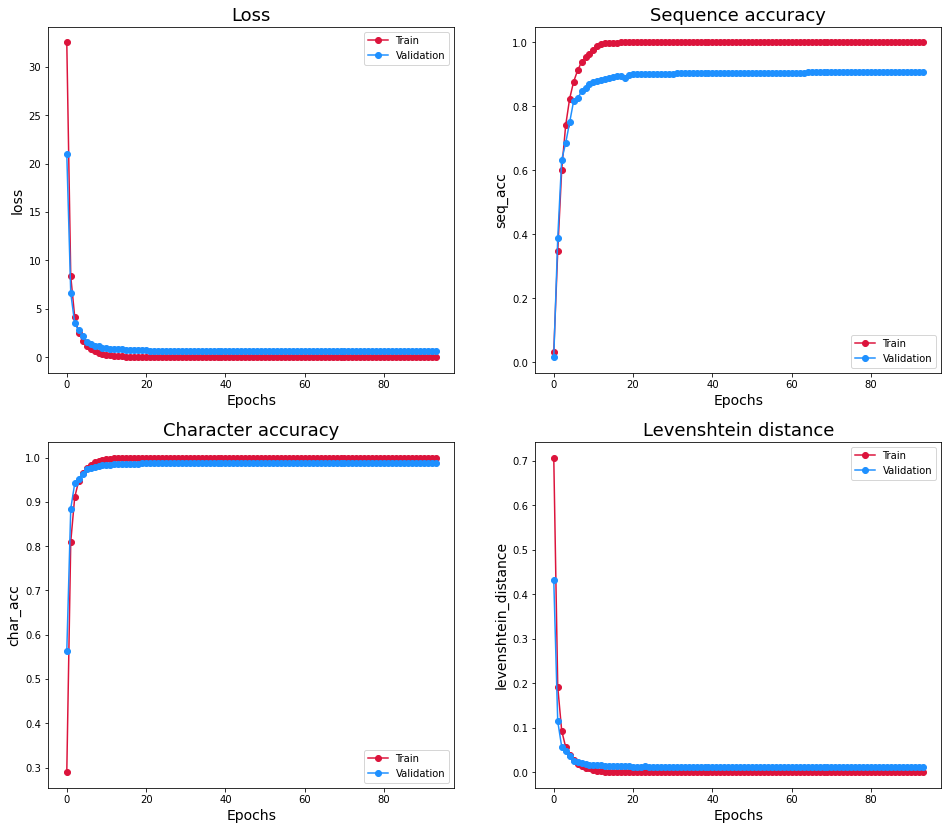 Loss
loss
30
25
20
15
10
5
0
0 20 40 60 80
Epochs
Train
Validation
Sequence accuracy
seq_acc
1.0
0.8
0.6
0.4
0.2
0.0
0 20 40 60 80
Epochs
Train
Validation
Character accuracy
char_acc
1.0
0.9
0.8
0.7
0.6
0.5
0.4
0.3
0 20 40 60 80
Epochs
Train
Validation
Levenshtein distance
levenshtein_distance
0.7
0.6
0.5
0.4
0.3
0.2
0.1
0.0
0 20 40 60 80
Epochs
Train
Validation